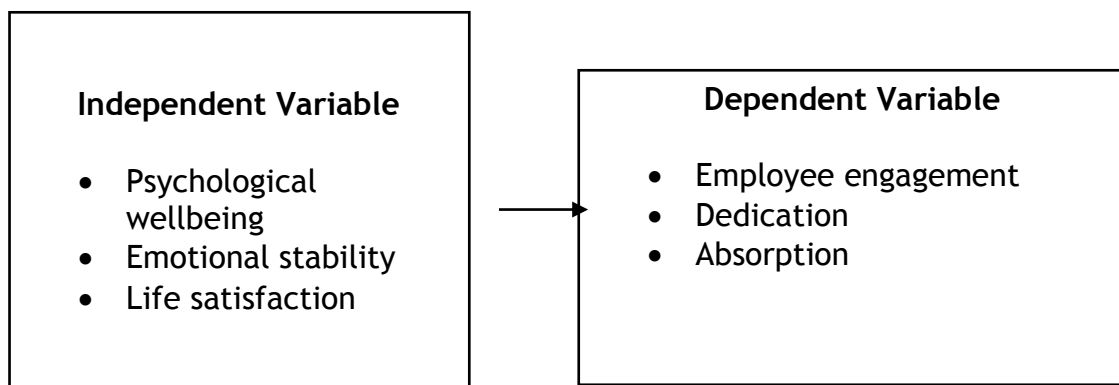 Independent Variable
• Psychological
wellbeing
• Emotional stability
• Life satisfaction
Dependent Variable
• Employee engagement
• Dedication
• Absorption